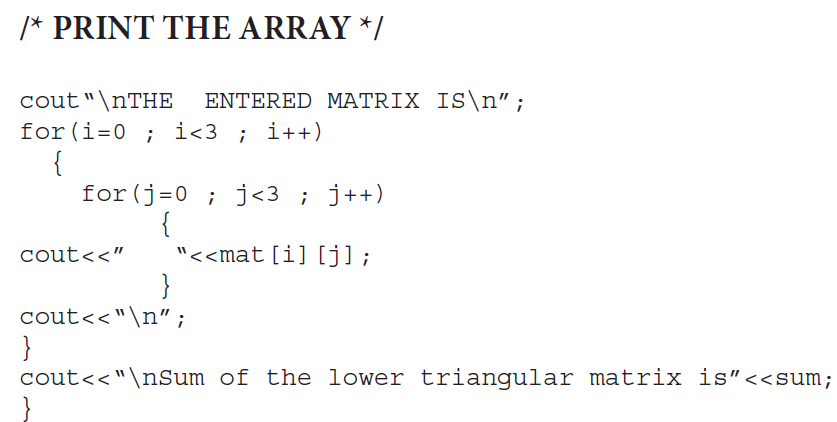 /* PRINT THE ARRAY */
cout“\nTHE  ENTERED MATRIX IS\n”;
for(i=0 ; i<3 ; i++)
{
for(j=0 ; j<3 ; j++)
{
cout<<”   “<<mat[i][j];
}
cout<<“\n”;
}
cout<<“\nSum of the lower triangular matrix is”<<sum;
}